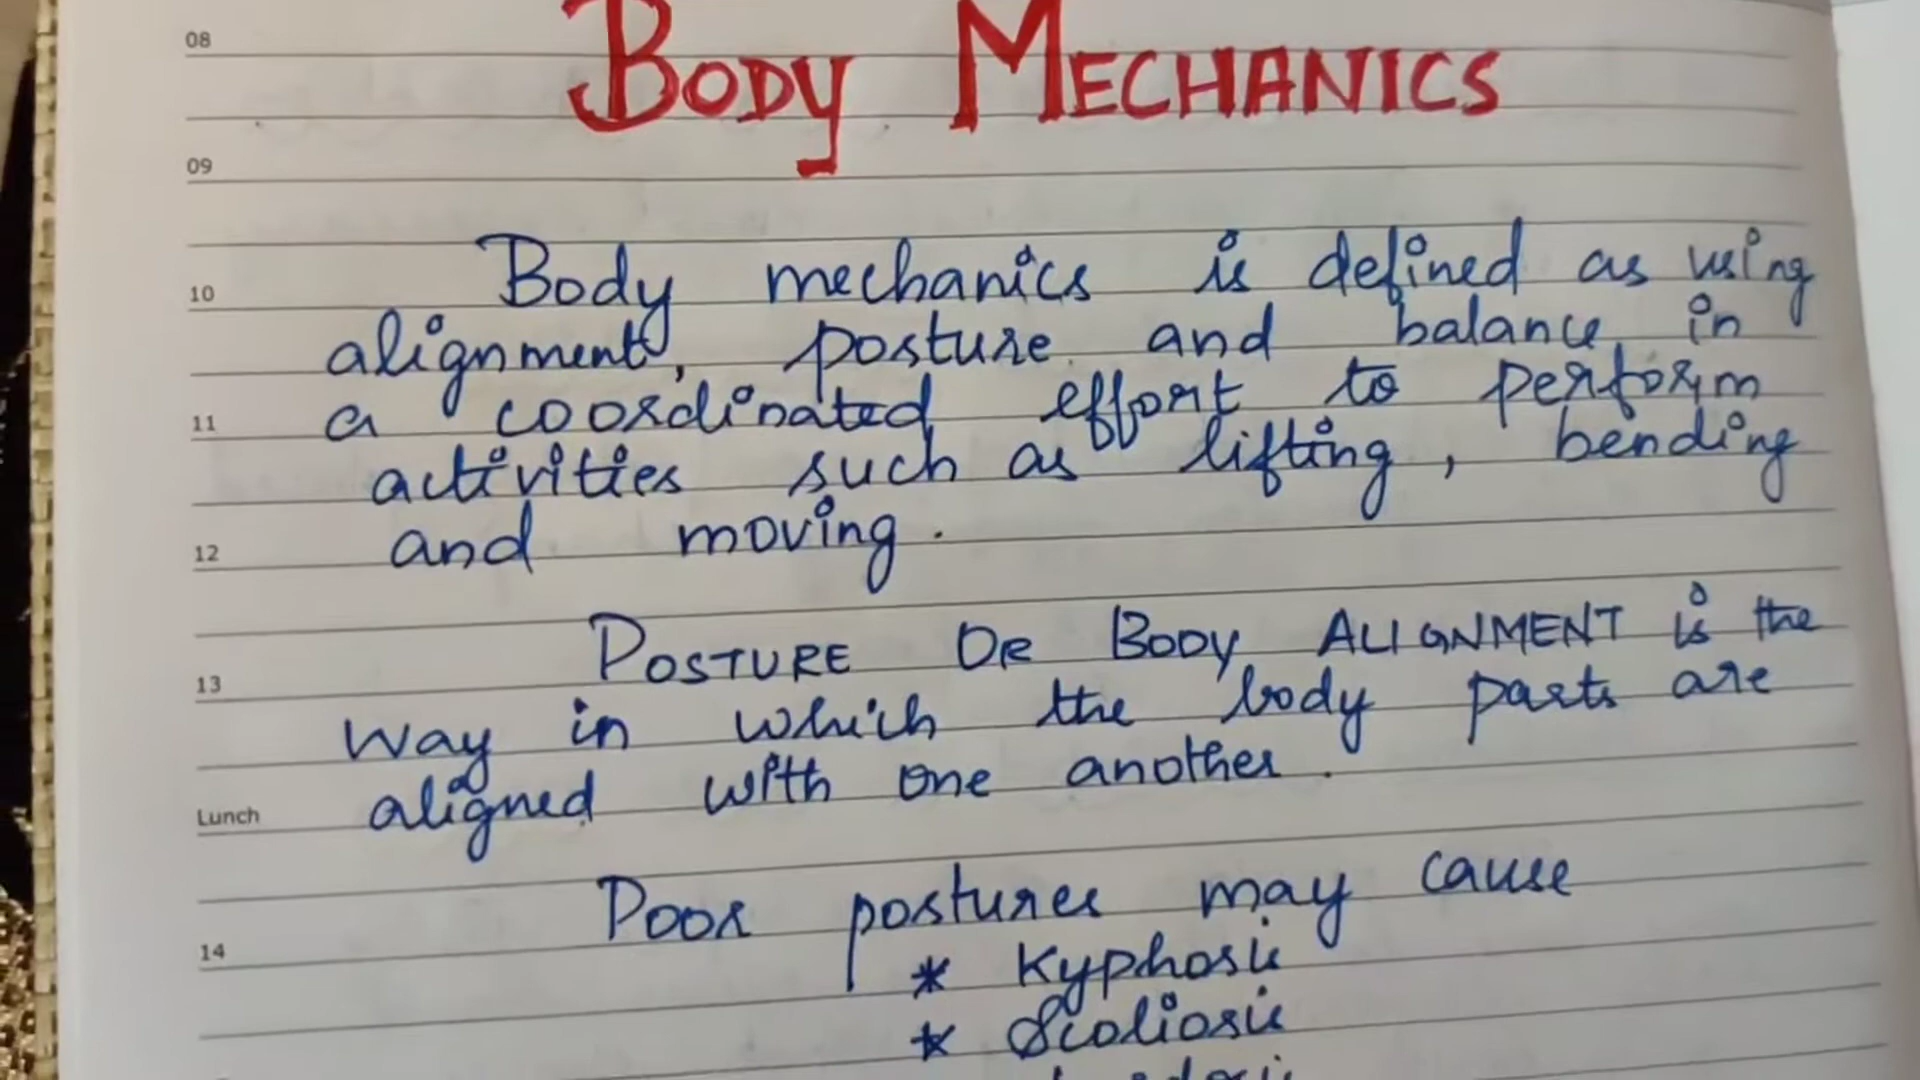 08
BODY MECHANICS
09
Body mechanics is defined as using
10
alignment, posture and balance in
a coordinated effort to perform
11
activities such as lifting, bending
and moving.
12
POSTURE OR BODY ALIGNMENT is the
13
way in which the body parts are
aligned with one another.
Lunch
Poor postures may cause
14
* Kyphosis
* Scoliosis